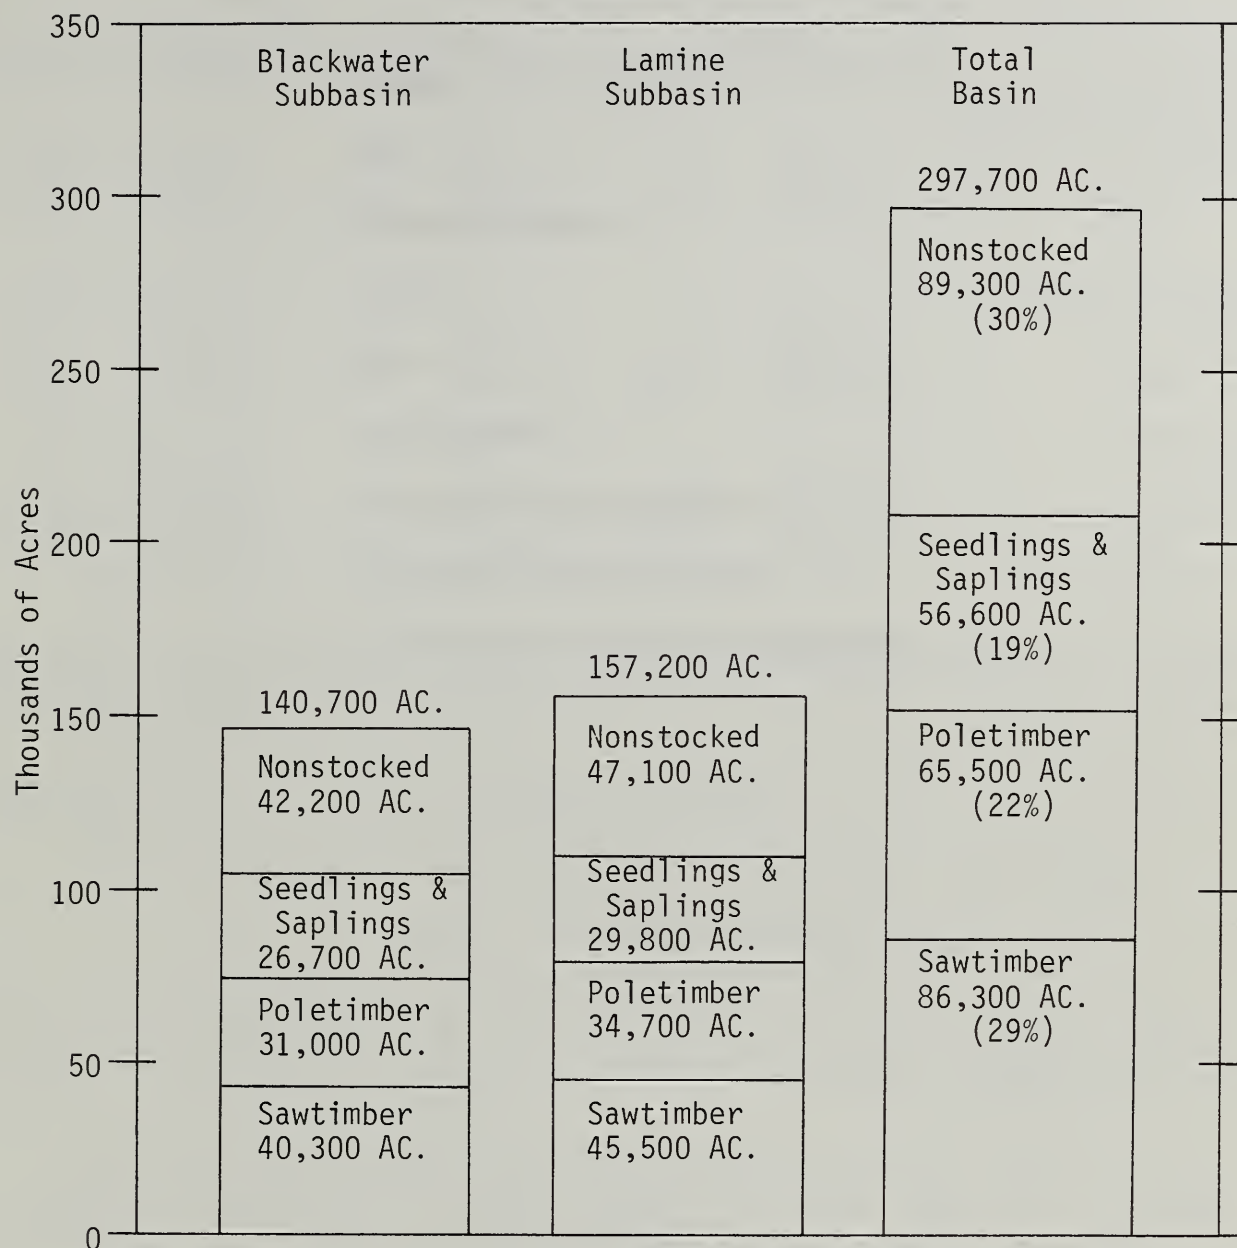 350
300
250
200
150
100
50
0
Thousands of Acres
Blackwater
Subbasin
140,700 AC.
Nonstocked
42,200 AC.
Seedlings &
Saplings
26,700 AC.
Poletimber
31,000 AC.
Sawtimber
40,300 AC.
Lamine
Subbasin
157,200 AC.
Nonstocked
47,100 AC.
Seedlings &
Saplings
29,800 AC.
Poletimber
34,700 AC.
Sawtimber
45,500 AC.
Total
Basin
297,700 AC.
Nonstocked
89,300 AC.
(30%)
Seedlings &
Saplings
56,600 AC.
(19%)
Poletimber
65,500 AC.
(22%)
Sawtimber
86,300 AC.
(29%)